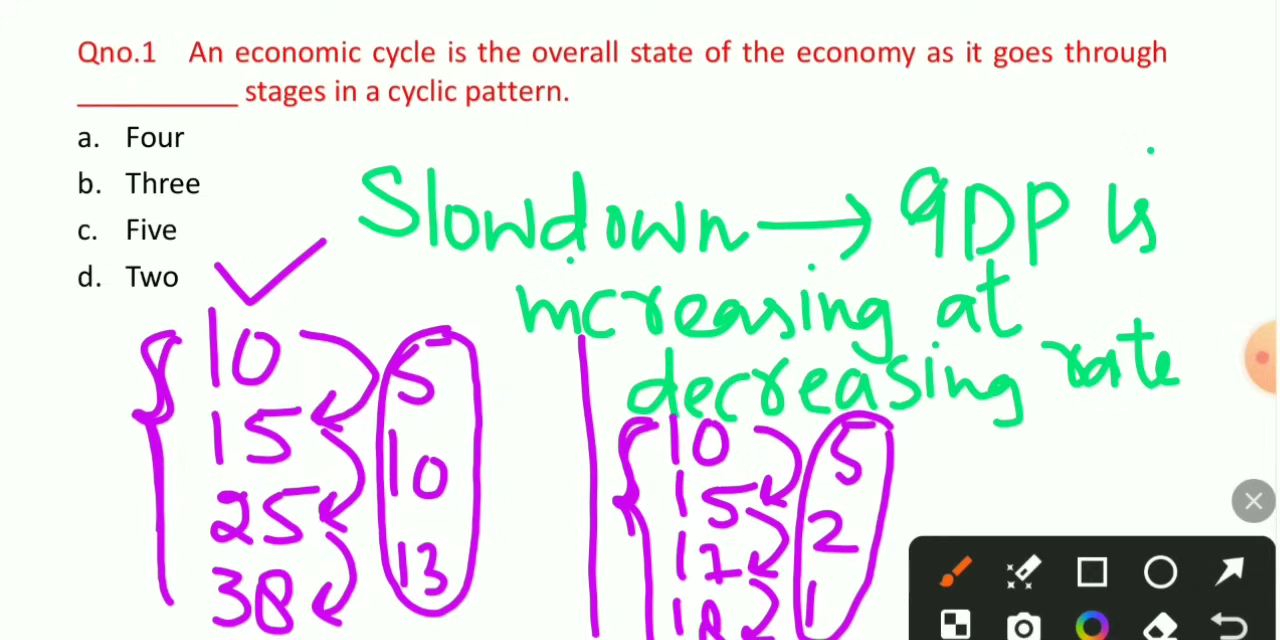 Qno.1 An economic cycle is the overall state of the economy as it goes through
__________ stages in a cyclic pattern.
a. Four
b. Three
c. Five
d. Two
Slowdown → GDP is
increasing at
decreasing rate
10 5
15 10
25 13
38
10 5
15 2
17 1
18